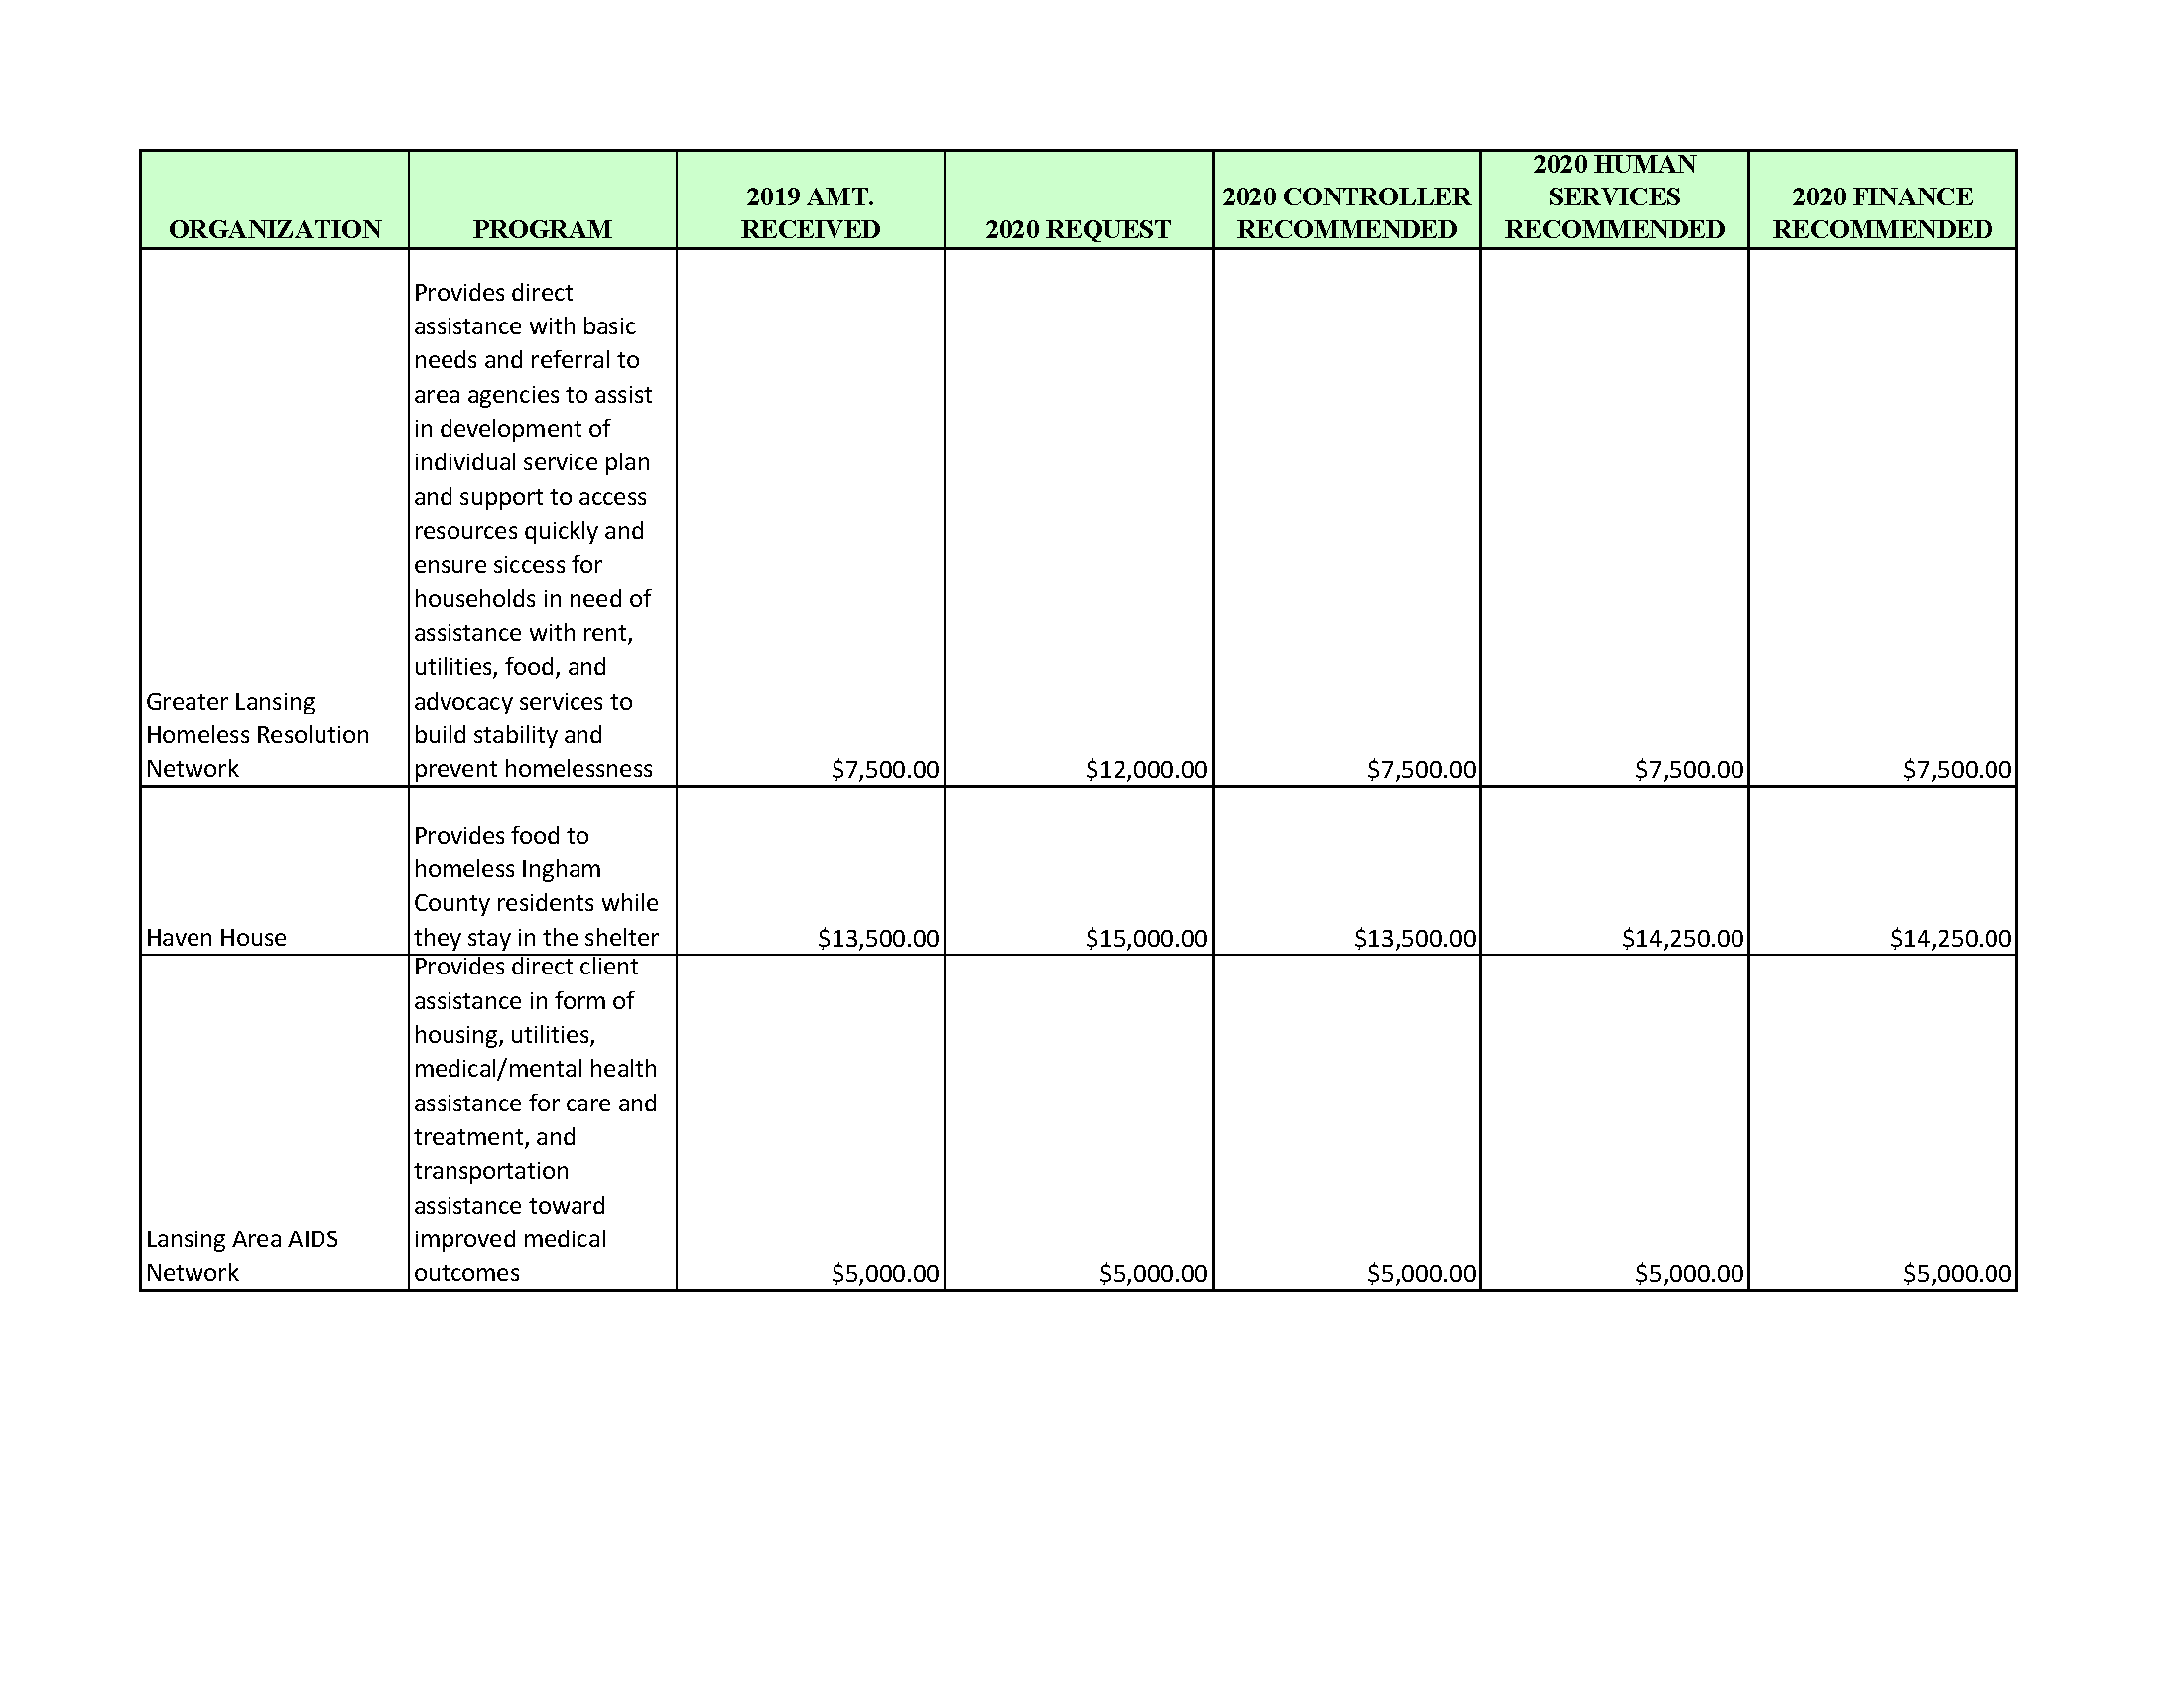 ORGANIZATION
PROGRAM
2019 AMT.
RECEIVED
2020 REQUEST
2020 CONTROLLER
RECOMMENDED
2020 HUMAN
SERVICES
RECOMMENDED
2020 FINANCE
RECOMMENDED
Greater Lansing
Homeless Resolution
Network
Provides direct
assistance with basic
needs and referral to
area agencies to assist
in development of
individual service plan
and support to access
resources quickly and
ensure siccess for
households in need of
assistance with rent,
utilities, food, and
advocacy services to
build stability and
prevent homelessness
$7,500.00
$12,000.00
$7,500.00
$7,500.00
$7,500.00
Haven House
Provides food to
homeless Ingham
County residents while
they stay in the shelter
$13,500.00
$15,000.00
$13,500.00
$14,250.00
$14,250.00
Lansing Area AIDS
Network
Provides direct client
assistance in form of
housing, utilities,
medical/mental health
assistance for care and
treatment, and
transportation
assistance toward
improved medical
outcomes
$5,000.00
$5,000.00
$5,000.00
$5,000.00
$5,000.00